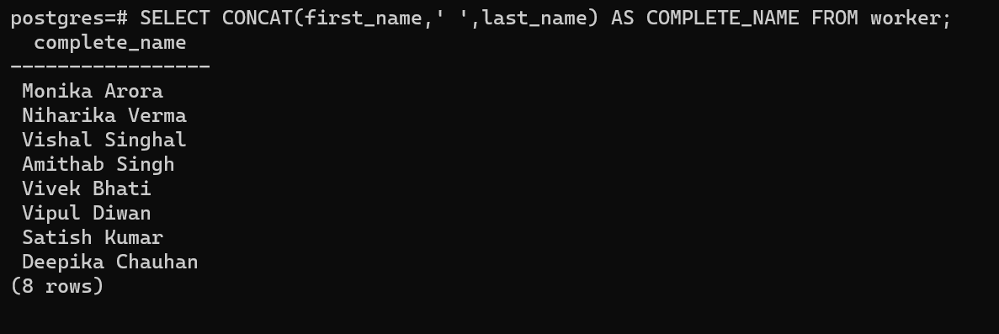 postgres=# SELECT CONCAT(first_name,' ',last_name) AS COMPLETE_NAME FROM worker;
  complete_name
-----------------
 Monika Arora
 Niharika Verma
 Vishal Singhal
 Amithab Singh
 Vivek Bhati
 Vipul Diwan
 Satish Kumar
 Deepika Chauhan
(8 rows)